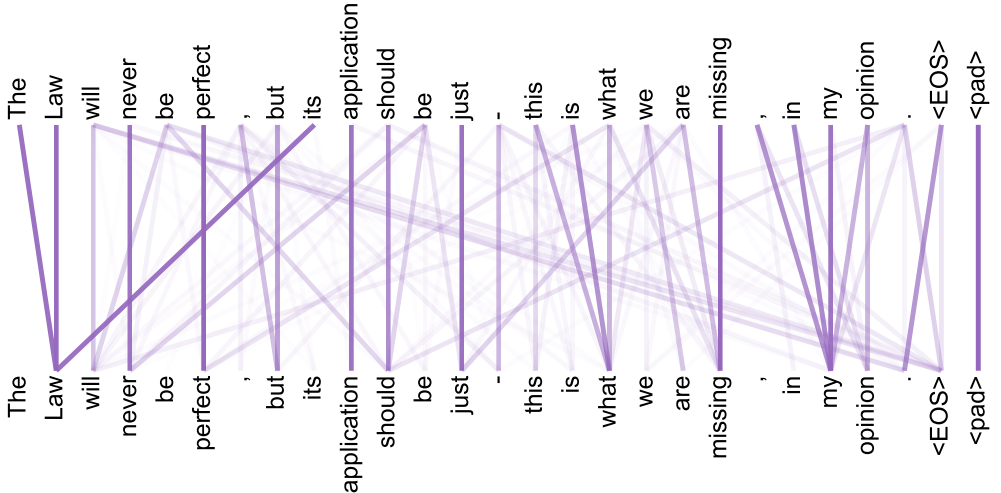 The Law will never be perfect , but its application should be just - this is what we are missing , in my opinion . <EOS> <pad>
The Law will never be perfect , but its application should be just - this is what we are missing , in my opinion . <EOS> <pad>